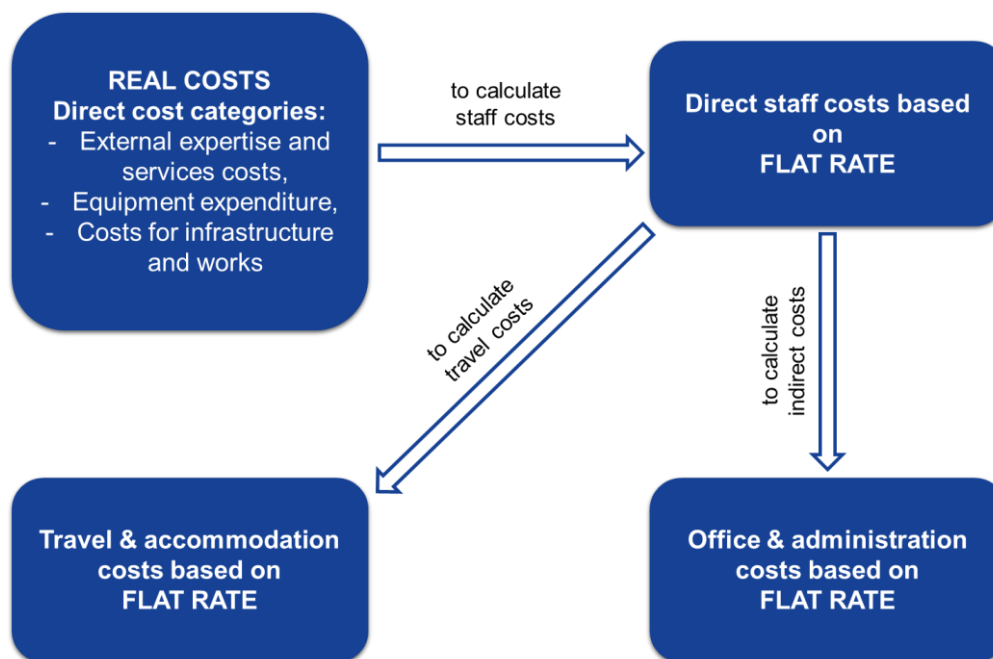 REAL COSTS
Direct cost categories:
- External expertise and
services costs,
- Equipment expenditure,
- Costs for infrastructure
and works
to calculate
staff costs
Direct staff costs based
on
FLAT RATE
to calculate
travel costs
to calculate
indirect costs
Travel & accommodation
costs based on
FLAT RATE
Office & administration
costs based on
FLAT RATE